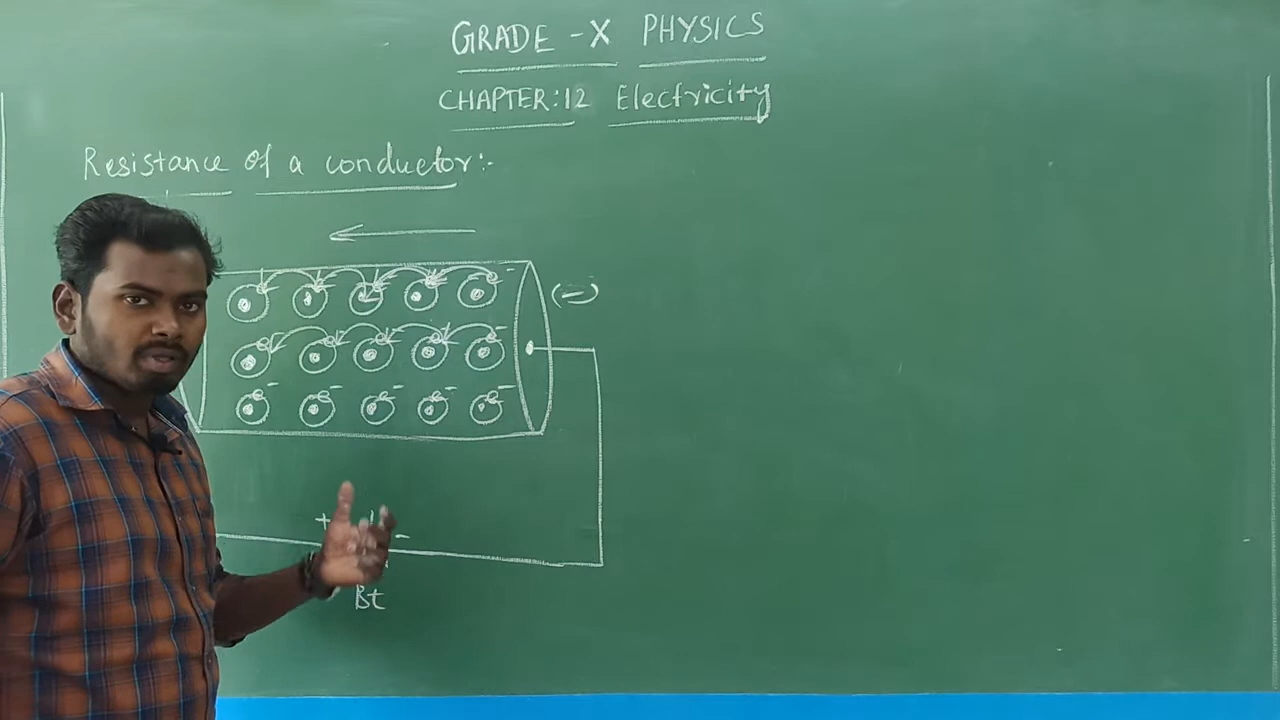 GRADE - X PHYSICS
CHAPTER:12 Electricity
Resistance of a conductor:-
(-)
e- e- e- e-
e- e- e- e- e-
+ -
Bt